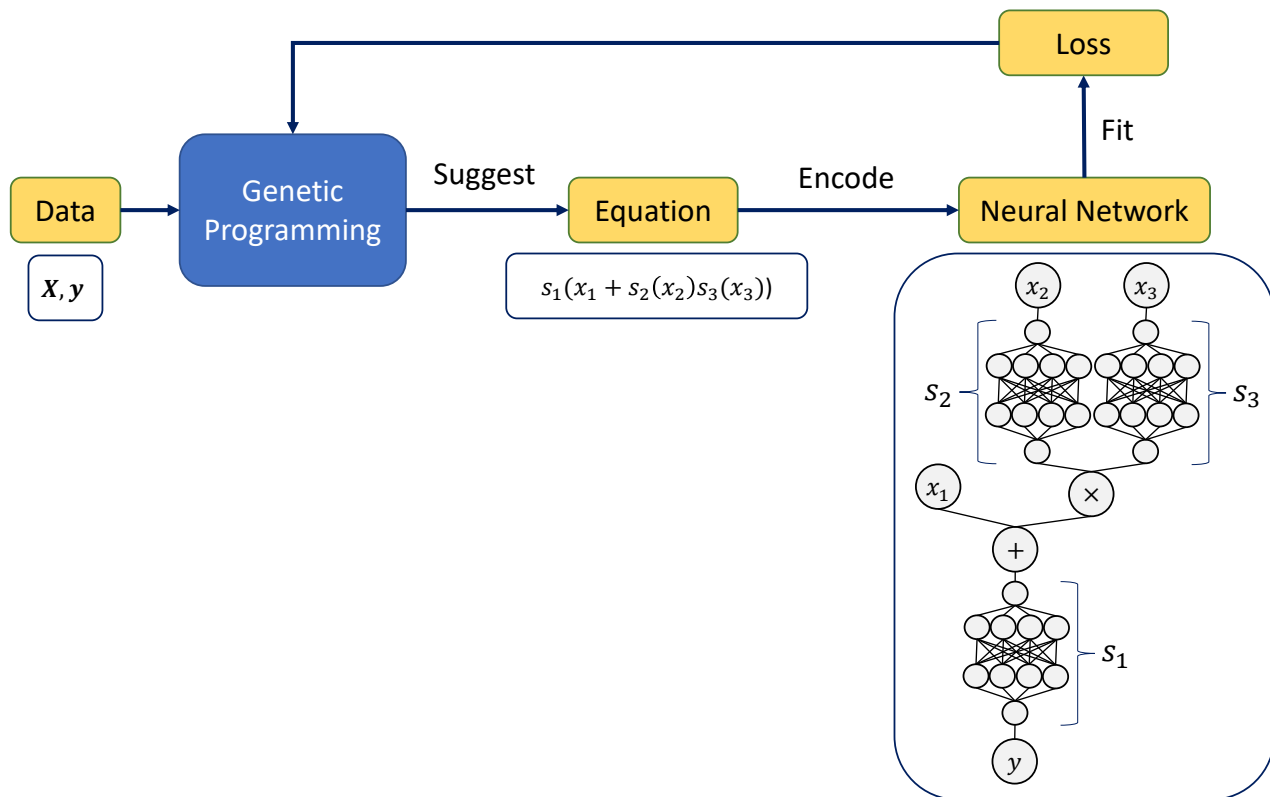 Loss
Fit
Genetic
Programming
Suggest
Encode
Data
Equation
Neural Network
X, y
s₁(x₁ + s₂(x₂)s₃(x₃))
x₂
x₃
s₂
s₃
x₁
×
+
s₁
y